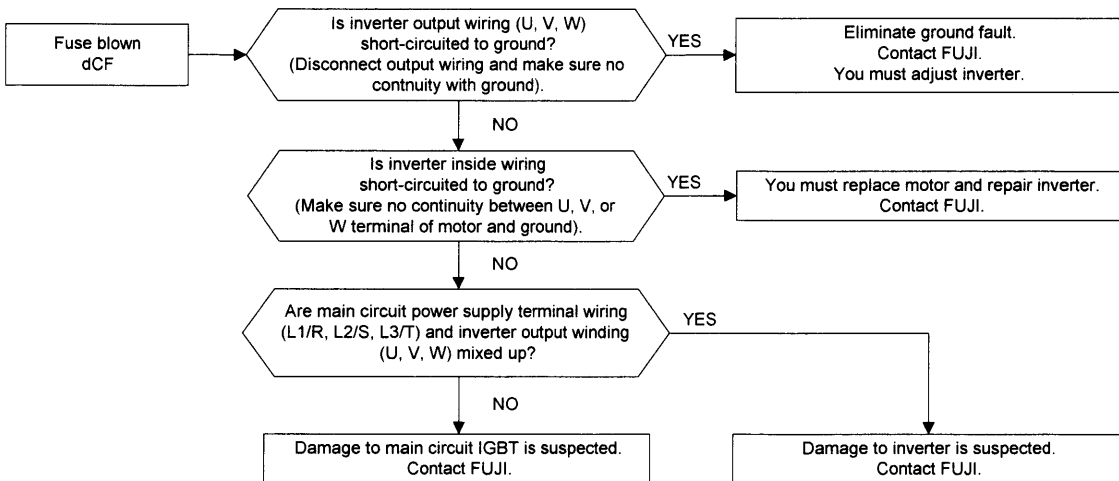 Fuse blown
dCF
Is inverter output wiring (U, V, W)
short-circuited to ground?
(Disconnect output wiring and make sure no
contnuity with ground).
YES
Eliminate ground fault.
Contact FUJI.
You must adjust inverter.
NO
Is inverter inside wiring
short-circuited to ground?
(Make sure no continuity between U, V, or
W terminal of motor and ground).
YES
You must replace motor and repair inverter.
Contact FUJI.
NO
Are main circuit power supply terminal wiring
(L1/R, L2/S, L3/T) and inverter output winding
(U, V, W) mixed up?
YES
NO
Damage to main circuit IGBT is suspected.
Contact FUJI.
Damage to inverter is suspected.
Contact FUJI.